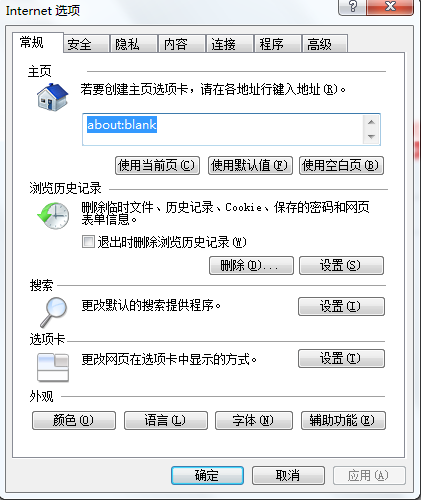 Internet 选项
常规 安全 隐私 内容 连接 程序 高级
主页
若要创建主页选项卡，请在各地址行键入地址(R)。
about:blank
使用当前页(C) 使用默认值(F) 使用空白页(B)
浏览历史记录
删除临时文件、历史记录、Cookie、保存的密码和网页
表单信息。
退出时删除浏览历史记录(W)
删除(D)... 设置(S)
搜索
更改默认的搜索提供程序。 设置(I)
选项卡
更改网页在选项卡中显示的方式。 设置(T)
外观
颜色(O) 语言(L) 字体(N) 辅助功能(E)
确定 取消 应用(A)